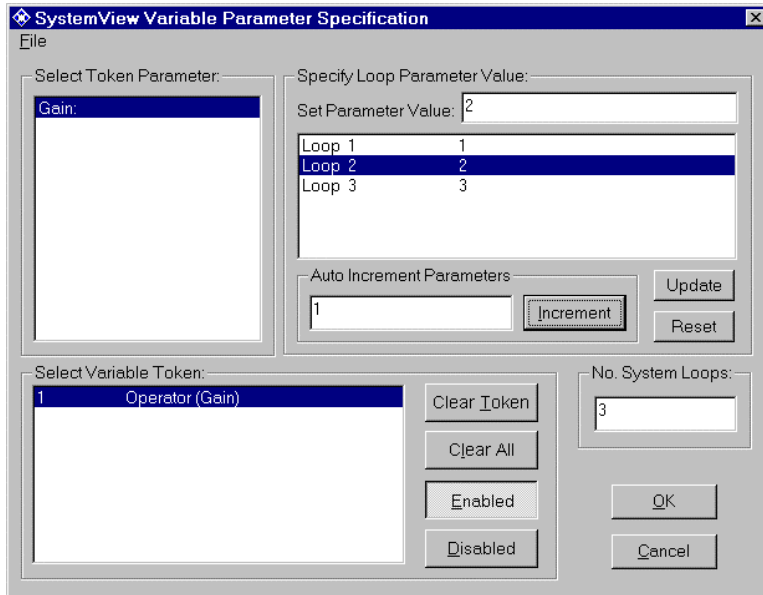 SystemView Variable Parameter Specification
File
Select Token Parameter:
Gain:
Specify Loop Parameter Value:
Set Parameter Value: 2
Loop 1 1
Loop 2 2
Loop 3 3
Auto Increment Parameters
1
Increment
Update
Reset
Select Variable Token:
1 Operator (Gain)
Clear Token
Clear All
Enabled
Disabled
No. System Loops:
3
OK
Cancel